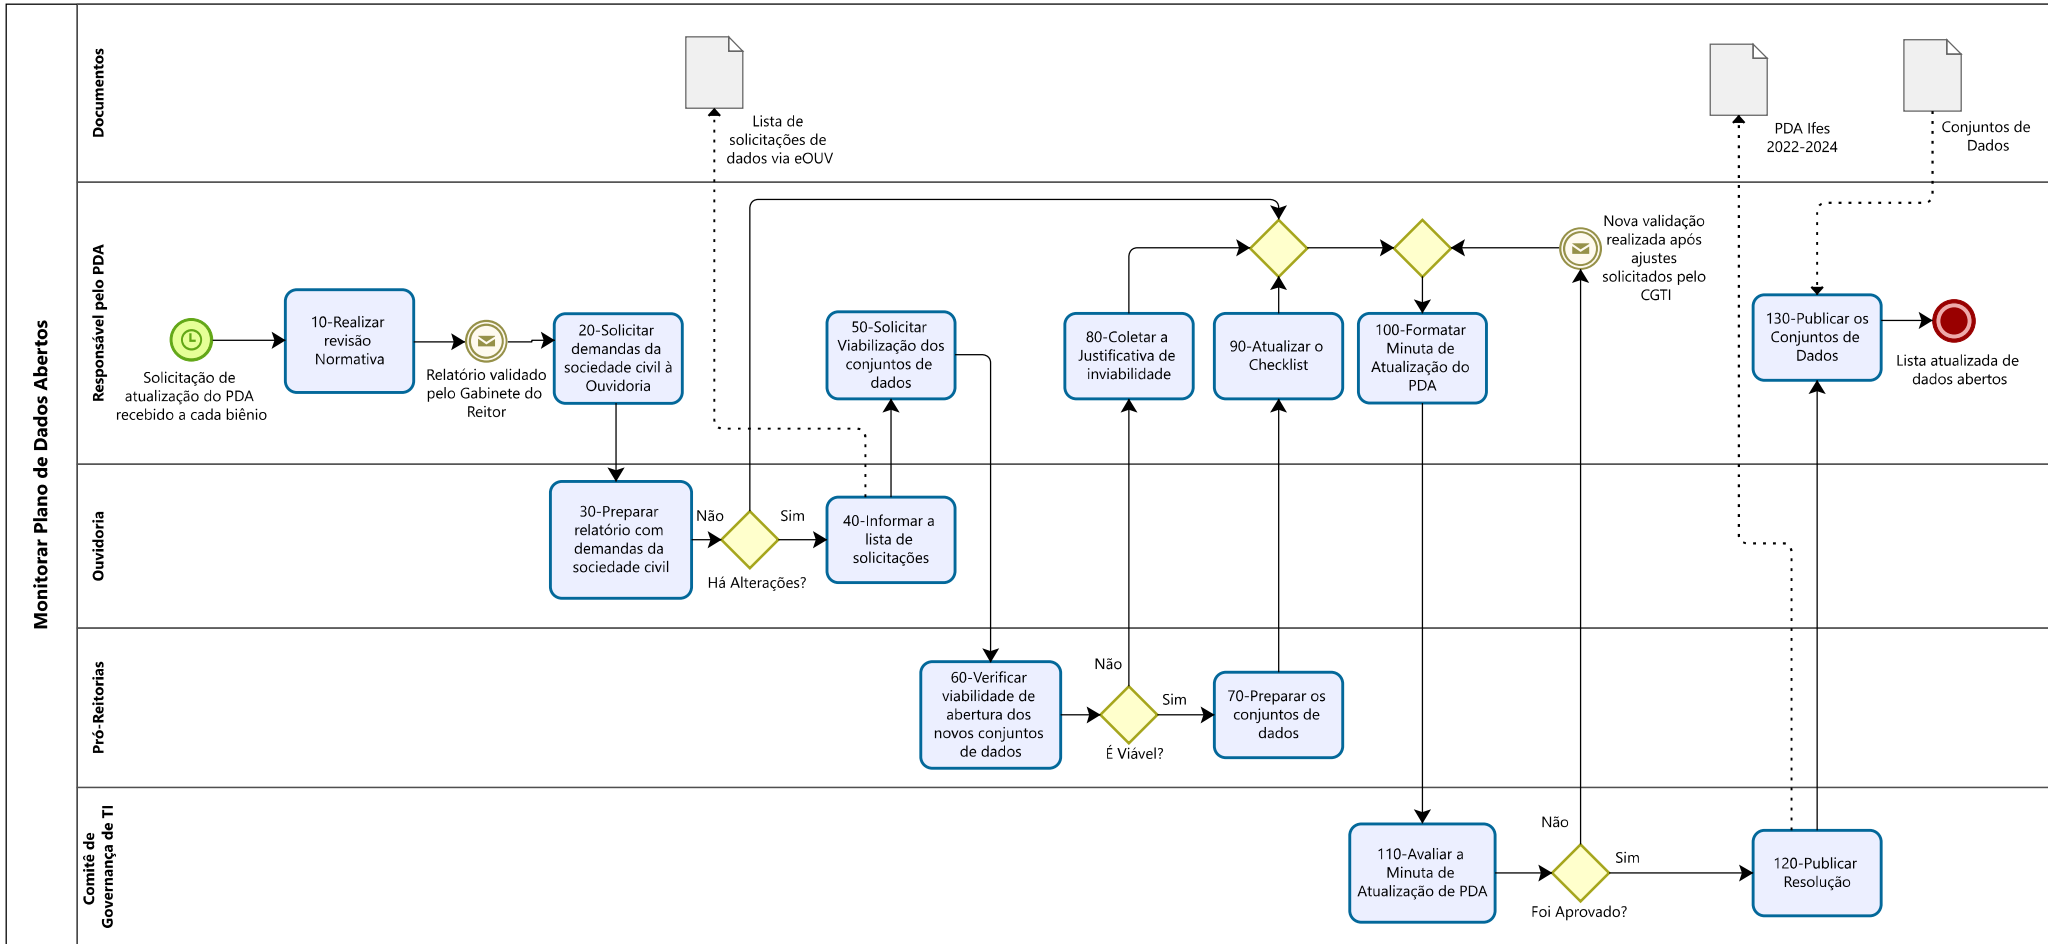 Monitorar Plano de Dados Abertos
Documentos
Lista de
solicitações de
dados via eOUV
PDA Ifes
2022-2024
Conjuntos de
Dados
Responsável pelo PDA
Solicitação de
atualização do PDA
recebido a cada biênio
10-Realizar
revisão
Normativa
Relatório validado
pelo Gabinete do
Reitor
20-Solicitar
demandas da
sociedade civil à
Ouvidoria
50-Solicitar
Viabilização dos
conjuntos de
dados
80-Coletar a
Justificativa de
inviabilidade
90-Atualizar o
Checklist
100-Formatar
Minuta de
Atualização do
PDA
Nova validação
realizada após
ajustes
solicitados pelo
CGTI
130-Publicar os
Conjuntos de
Dados
Lista atualizada de
dados abertos
Ouvidoria
30-Preparar
relatório com
demandas da
sociedade civil
Não
Sim
Há Alterações?
40-Informar a
lista de
solicitações
Pró-Reitorias
60-Verificar
viabilidade de
abertura dos
novos conjuntos
de dados
Não
Sim
É Viável?
70-Preparar os
conjuntos de
dados
Comitê de
Governança de TI
110-Avaliar a
Minuta de
Atualização de PDA
Não
Sim
Foi Aprovado?
120-Publicar
Resolução